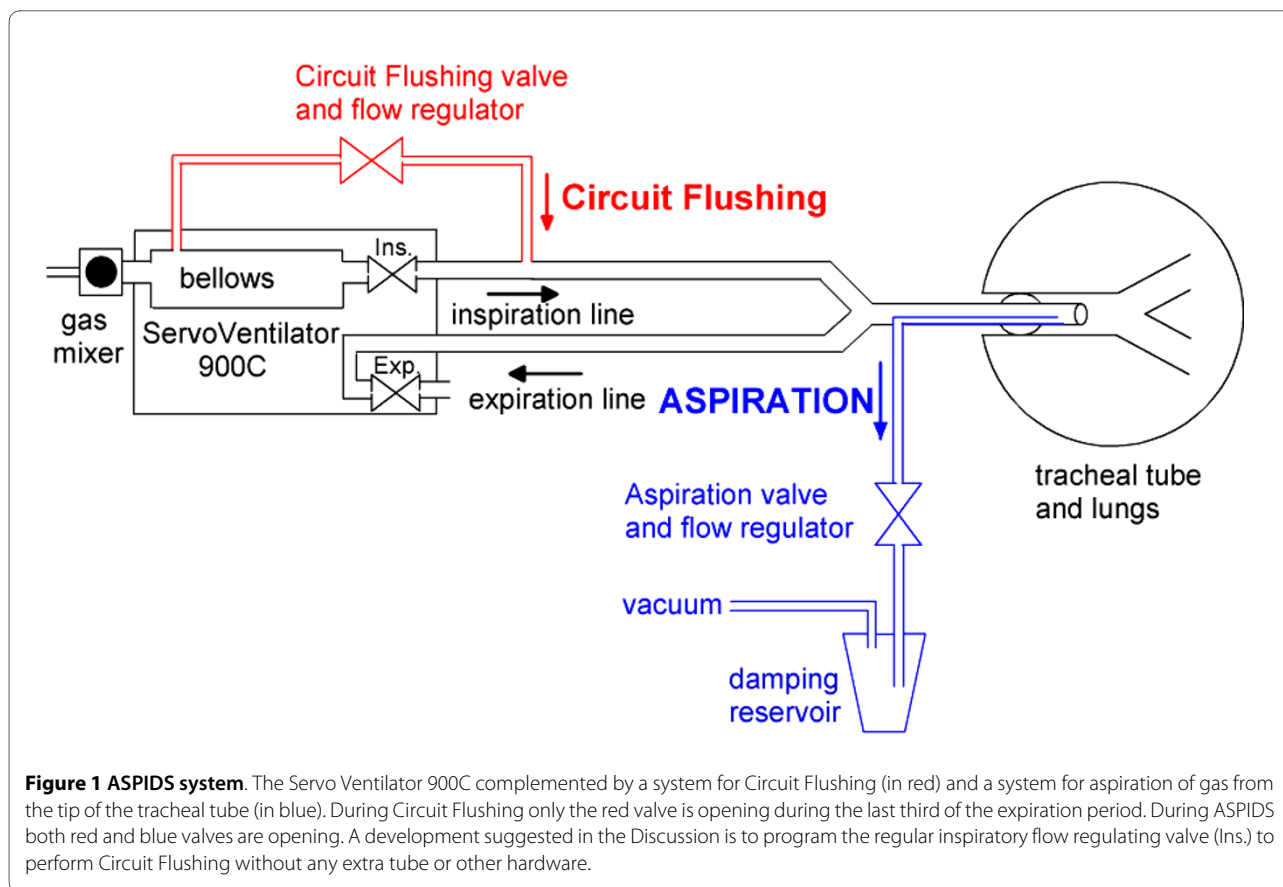 Circuit Flushing valve
and flow regulator
Circuit Flushing
Ins.
bellows
gas
mixer
ServoVentilator
900C
inspiration line
Exp.
expiration line
ASPIRATION
tracheal tube
and lungs
Aspiration valve
and flow regulator
vacuum
damping
reservoir
Figure 1 ASPIDS system. The Servo Ventilator 900C complemented by a system for Circuit Flushing (in red) and a system for aspiration of gas from
the tip of the tracheal tube (in blue). During Circuit Flushing only the red valve is opening during the last third of the expiration period. During ASPIDS
both red and blue valves are opening. A development suggested in the Discussion is to program the regular inspiratory flow regulating valve (Ins.) to
perform Circuit Flushing without any extra tube or other hardware.